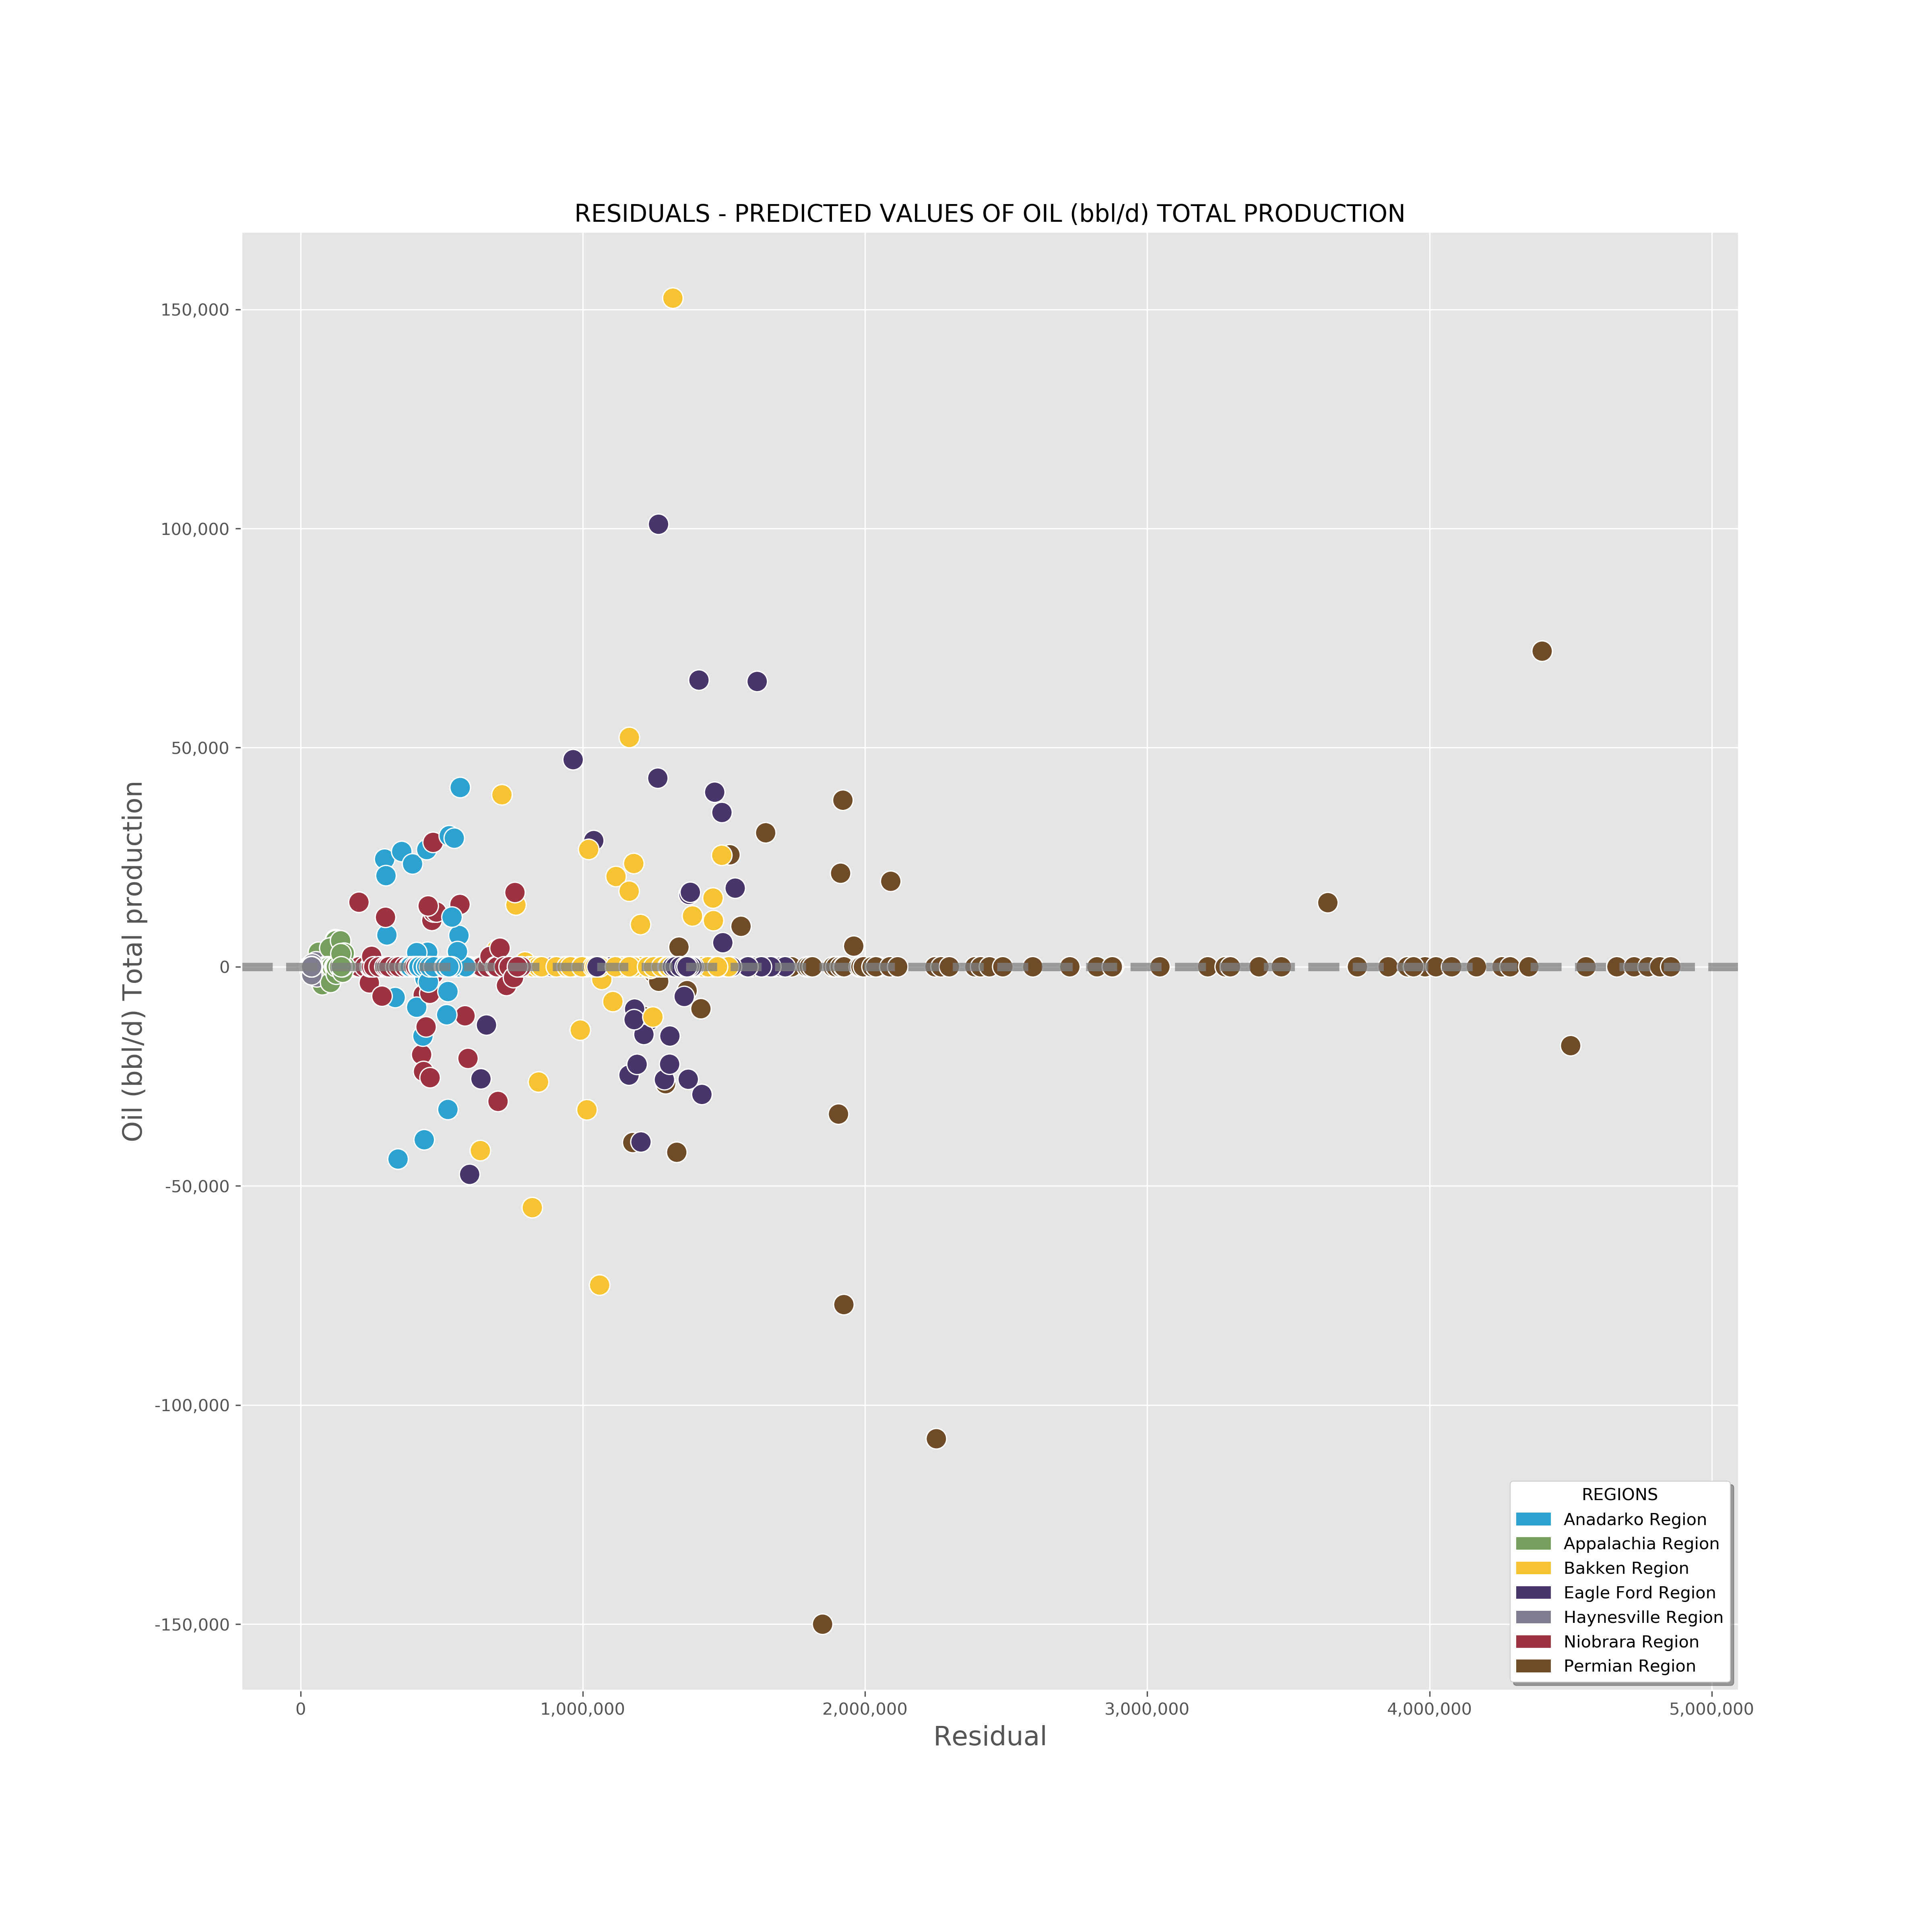 RESIDUALS - PREDICTED VALUES OF OIL (bbl/d) TOTAL PRODUCTION
Oil (bbl/d) Total production
150,000
100,000
50,000
0
-50,000
-100,000
-150,000
0
1,000,000
2,000,000
3,000,000
4,000,000
5,000,000
Residual
REGIONS
Anadarko Region
Appalachia Region
Bakken Region
Eagle Ford Region
Haynesville Region
Niobrara Region
Permian Region